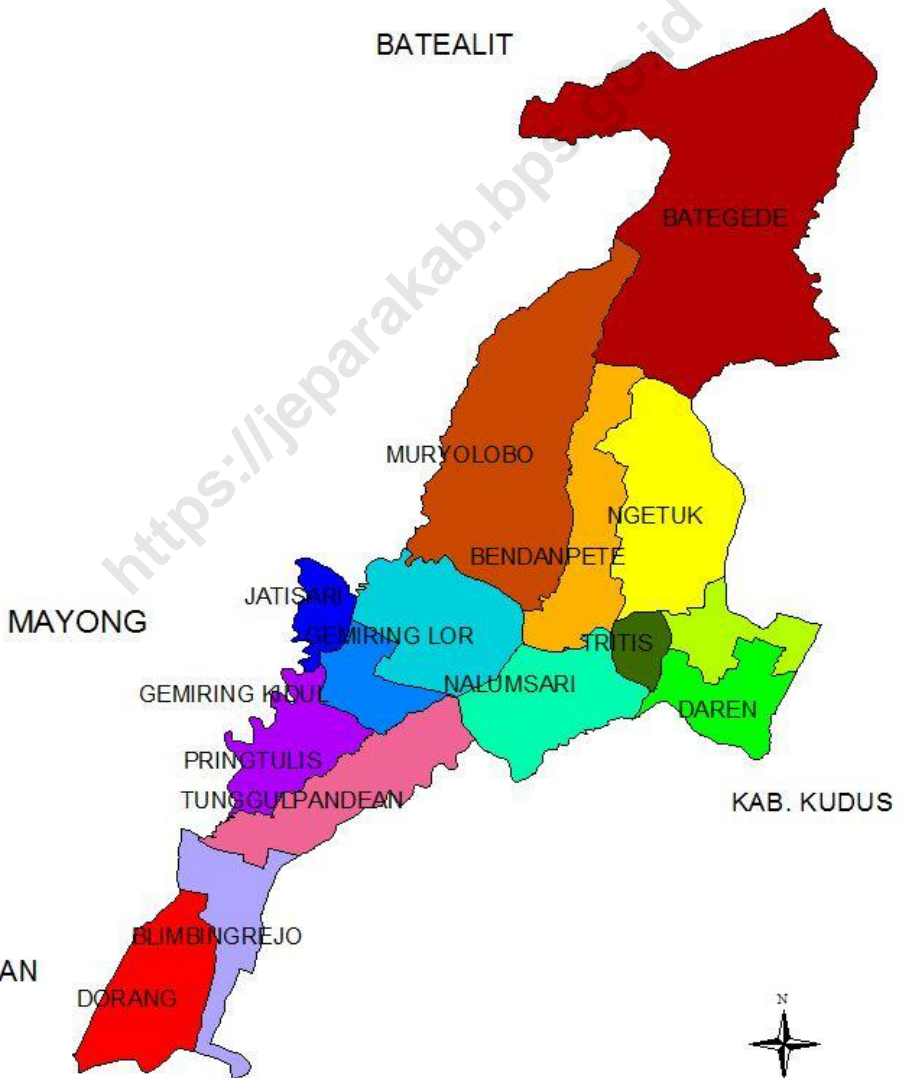 BATEALIT
BATEGEDE
MURYOLOBO
NGETUK
BENDANPETE
JATISARI
MAYONG
GEMIRING LOR
TRITIS
GEMIRING KIDUL
NALUMSARI
DAREN
PRINGTULIS
TUNGGULPANDEAN
KAB. KUDUS
BLIMBINGREJO
AN
DORANG
N
https://jeparakab.bps.go.id